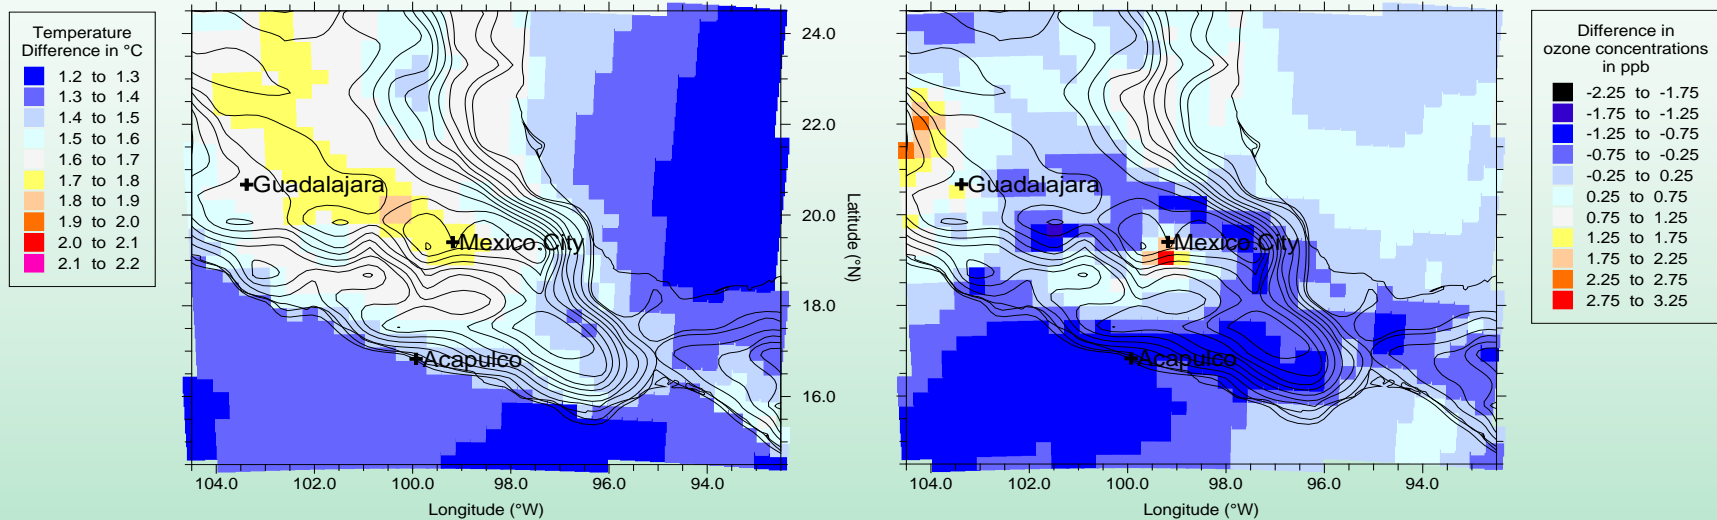 Temperature
Difference in °C
1.2 to 1.3
1.3 to 1.4
1.4 to 1.5
1.5 to 1.6
1.6 to 1.7
1.7 to 1.8
1.8 to 1.9
1.9 to 2.0
2.0 to 2.1
2.1 to 2.2
Guadalajara
Mexico City
Acapulco
104.0 102.0 100.0 98.0 96.0 94.0
Longitude (°W)
24.0
22.0
20.0
18.0
16.0
Latitude (°N)
Guadalajara
Mexico City
Acapulco
104.0 102.0 100.0 98.0 96.0 94.0
Longitude (°W)
Difference in
ozone concentrations
in ppb
-2.25 to -1.75
-1.75 to -1.25
-1.25 to -0.75
-0.75 to -0.25
-0.25 to 0.25
0.25 to 0.75
0.75 to 1.25
1.25 to 1.75
1.75 to 2.25
2.25 to 2.75
2.75 to 3.25